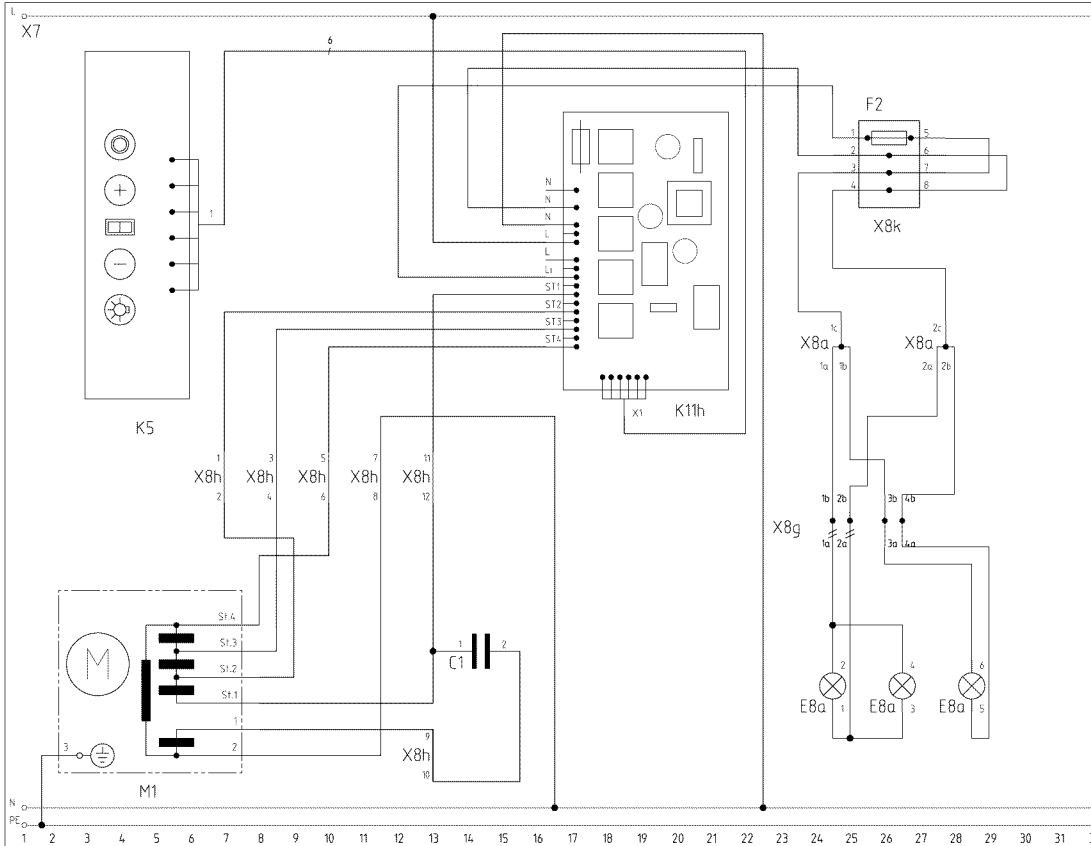 L
X7
6
F2
1 5
2 6
3 7
4 8
X8k
1
K5
N
N
N
L
L
Li
ST1
ST2
ST3
ST4
X1
K11h
1c 2c
X8a X8a
1a 1b 2a 2b
1 3 5 7 11
X8h X8h X8h X8h X8h
2 4 6 8 12
1b 2b 3b 4b
X8g
1a 2a 3a 4a
St.4
St.3
St.2
St.1
M
1 2
C1
1
2
3
9
X8h
10
2 4 6
E8a E8a E8a
1 3 5
M1
N
PE
1 2 3 4 5 6 7 8 9 10 11 12 13 14 15 16 17 18 19 20 21 22 23 24 25 26 27 28 29 30 31